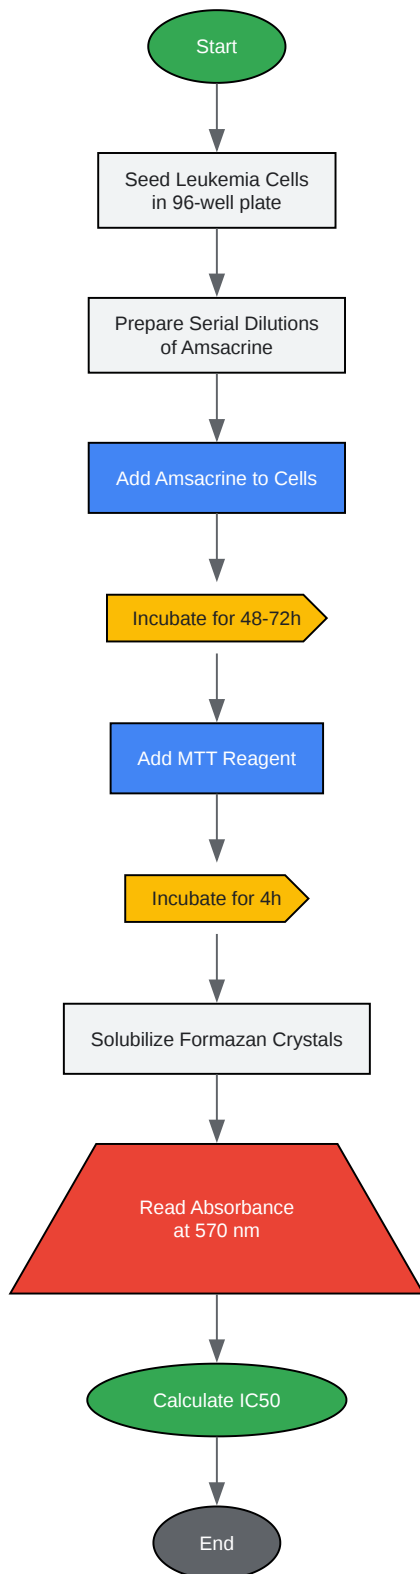 Start
Seed Leukemia Cells
in 96-well plate
Prepare Serial Dilutions
of Amsacrine
Add Amsacrine to Cells
Incubate for 48-72h
Add MTT Reagent
Incubate for 4h
Solubilize Formazan Crystals
Read Absorbance
at 570 nm
Calculate IC50
End